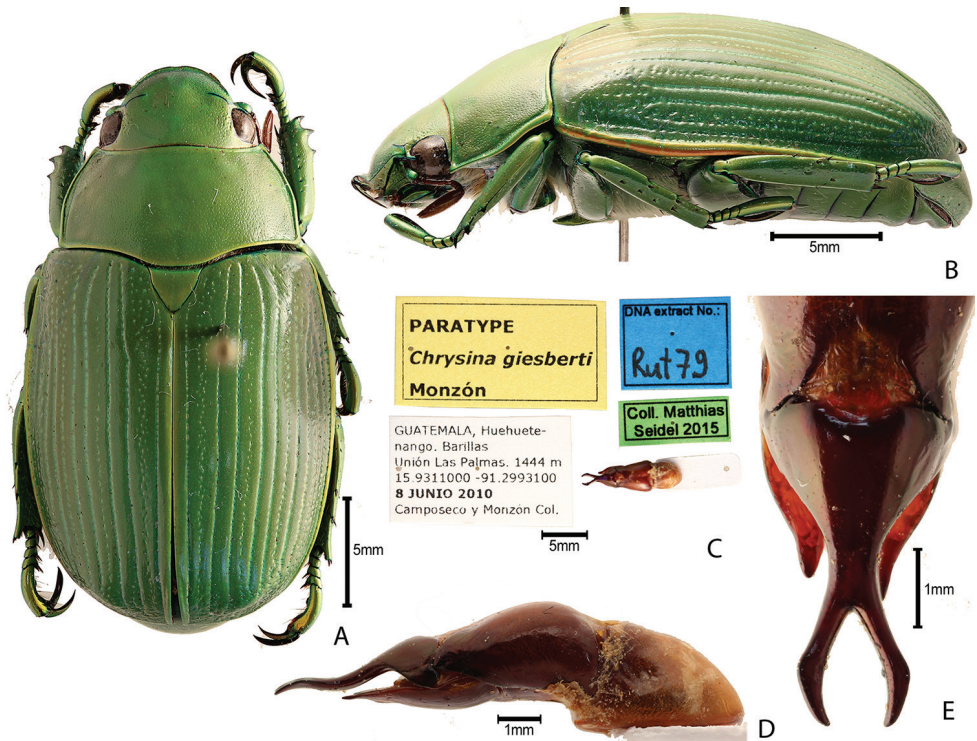 5mm
B
PARATYPE
Chrysina giesberti
Monzón
DNA extract No.:
Rut79
Coll. Matthias
Seidel 2015
GUATEMALA, Huehuete-
nango. Barillas
Unión Las Palmas. 1444 m
15.9311000 -91.2993100
8 JUNIO 2010
Camposeco y Monzón Col.
5mm
C
5mm
A
1mm
D
1mm
E